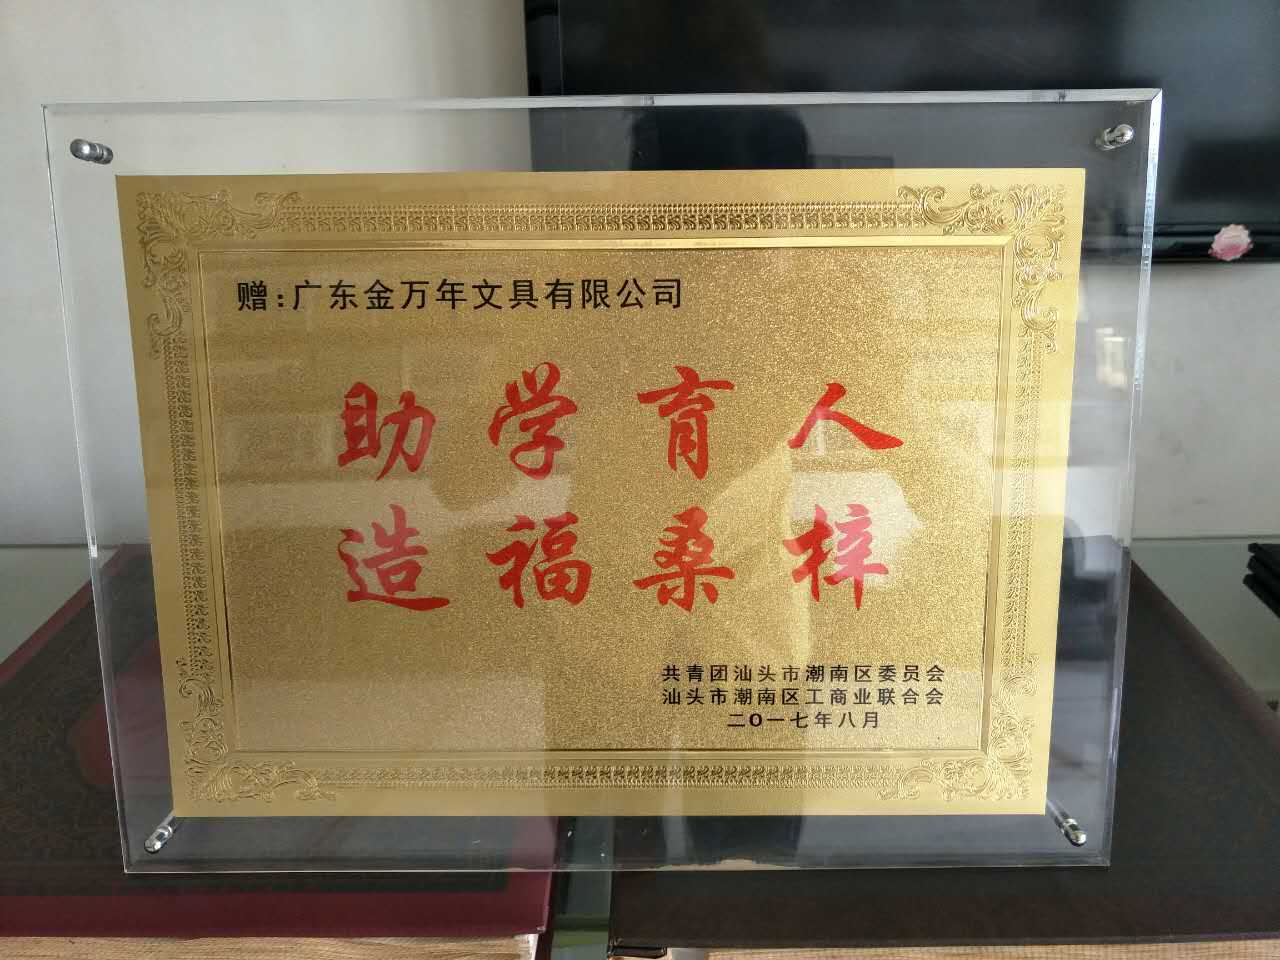 赠:广东金万年文具有限公司
助学育人
造福桑梓
共青团汕头市潮南区委员会
汕头市潮南区工商业联合会
二〇一七年八月